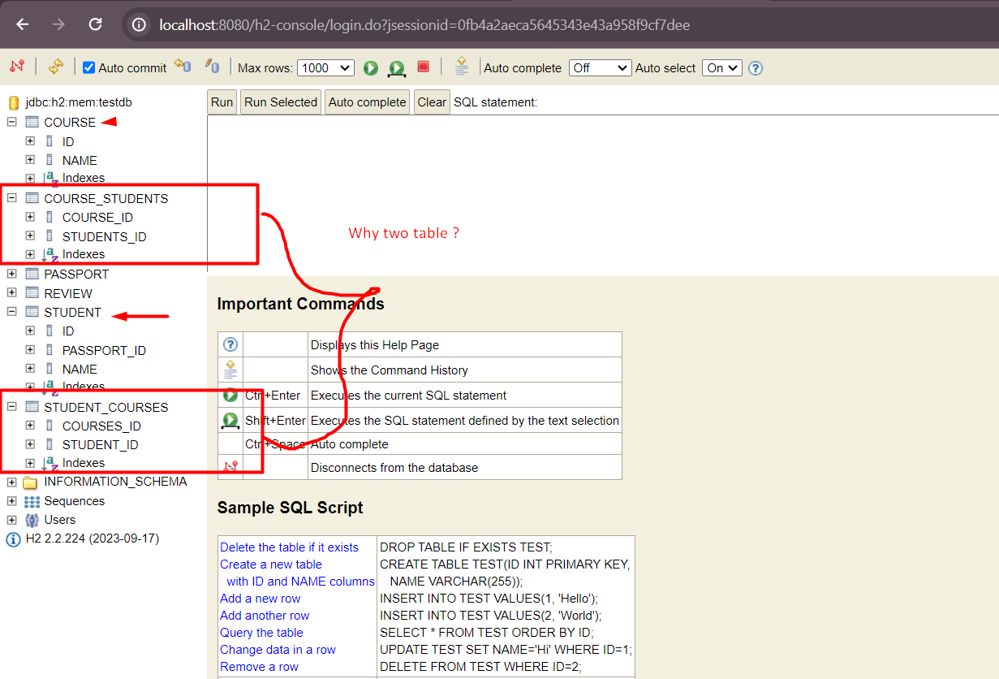 localhost:8080/h2-console/login.do?jsessionid=0fb4a2aeca5645343e43a958f9cf7dee
Auto commit Max rows: 1000 Auto complete Off Auto select On
jdbc:h2:mem:testdb
COURSE
ID
NAME
Indexes
COURSE_STUDENTS
COURSE_ID
STUDENTS_ID
Indexes
PASSPORT
REVIEW
STUDENT
ID
PASSPORT_ID
NAME
Indexes
STUDENT_COURSES
COURSES_ID
STUDENT_ID
Indexes
INFORMATION_SCHEMA
Sequences
Users
H2 2.2.224 (2023-09-17)
Run Run Selected Auto complete Clear SQL statement:
Why two table ?
Important Commands
Displays this Help Page
Shows the Command History
Ctrl+Enter Executes the current SQL statement
Shift+Enter Executes the SQL statement defined by the text selection
Ctrl+Space Auto complete
Disconnects from the database
Sample SQL Script
Delete the table if it exists DROP TABLE IF EXISTS TEST;
Create a new table CREATE TABLE TEST(ID INT PRIMARY KEY,
with ID and NAME columns NAME VARCHAR(255));
Add a new row INSERT INTO TEST VALUES(1, 'Hello');
Add another row INSERT INTO TEST VALUES(2, 'World');
Query the table SELECT * FROM TEST ORDER BY ID;
Change data in a row UPDATE TEST SET NAME='Hi' WHERE ID=1;
Remove a row DELETE FROM TEST WHERE ID=2;